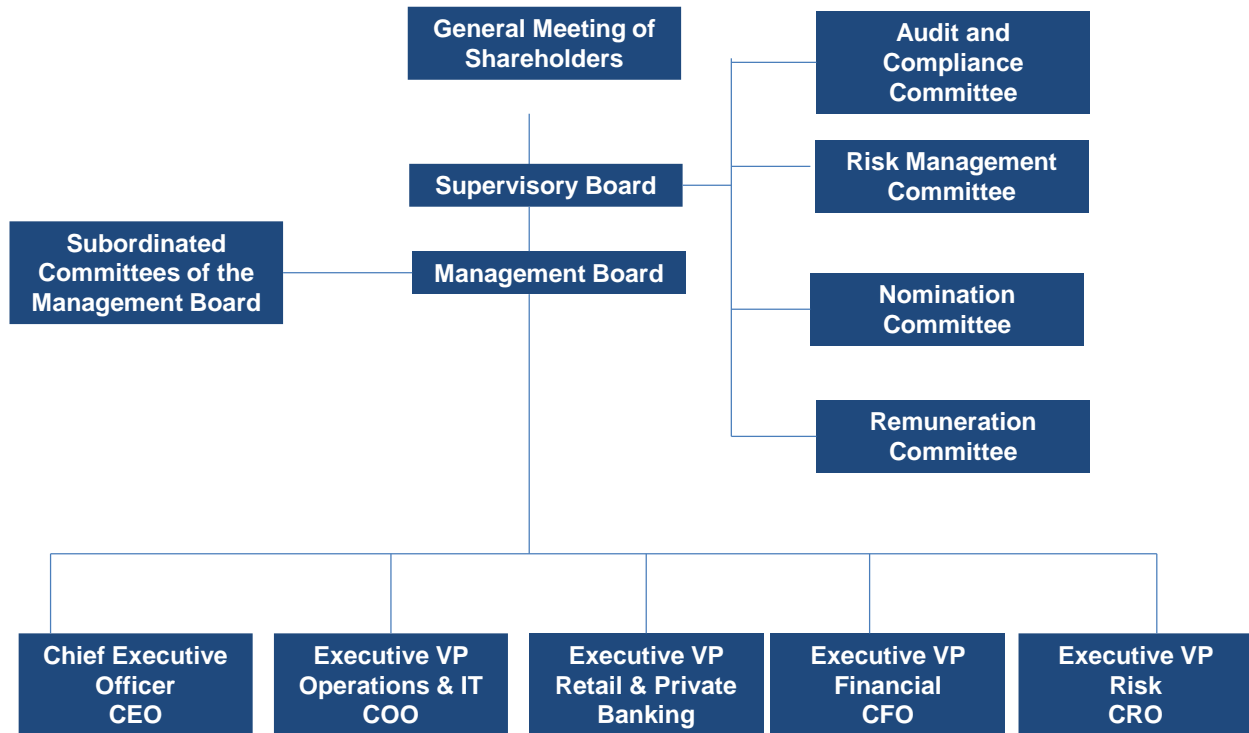 General Meeting of
Shareholders
Audit and
Compliance
Committee
Supervisory Board
Risk Management
Committee
Subordinated
Committees of the
Management Board
Management Board
Nomination
Committee
Remuneration
Committee
Chief Executive
Officer
CEO
Executive VP
Operations & IT
COO
Executive VP
Retail & Private
Banking
Executive VP
Financial
CFO
Executive VP
Risk
CRO